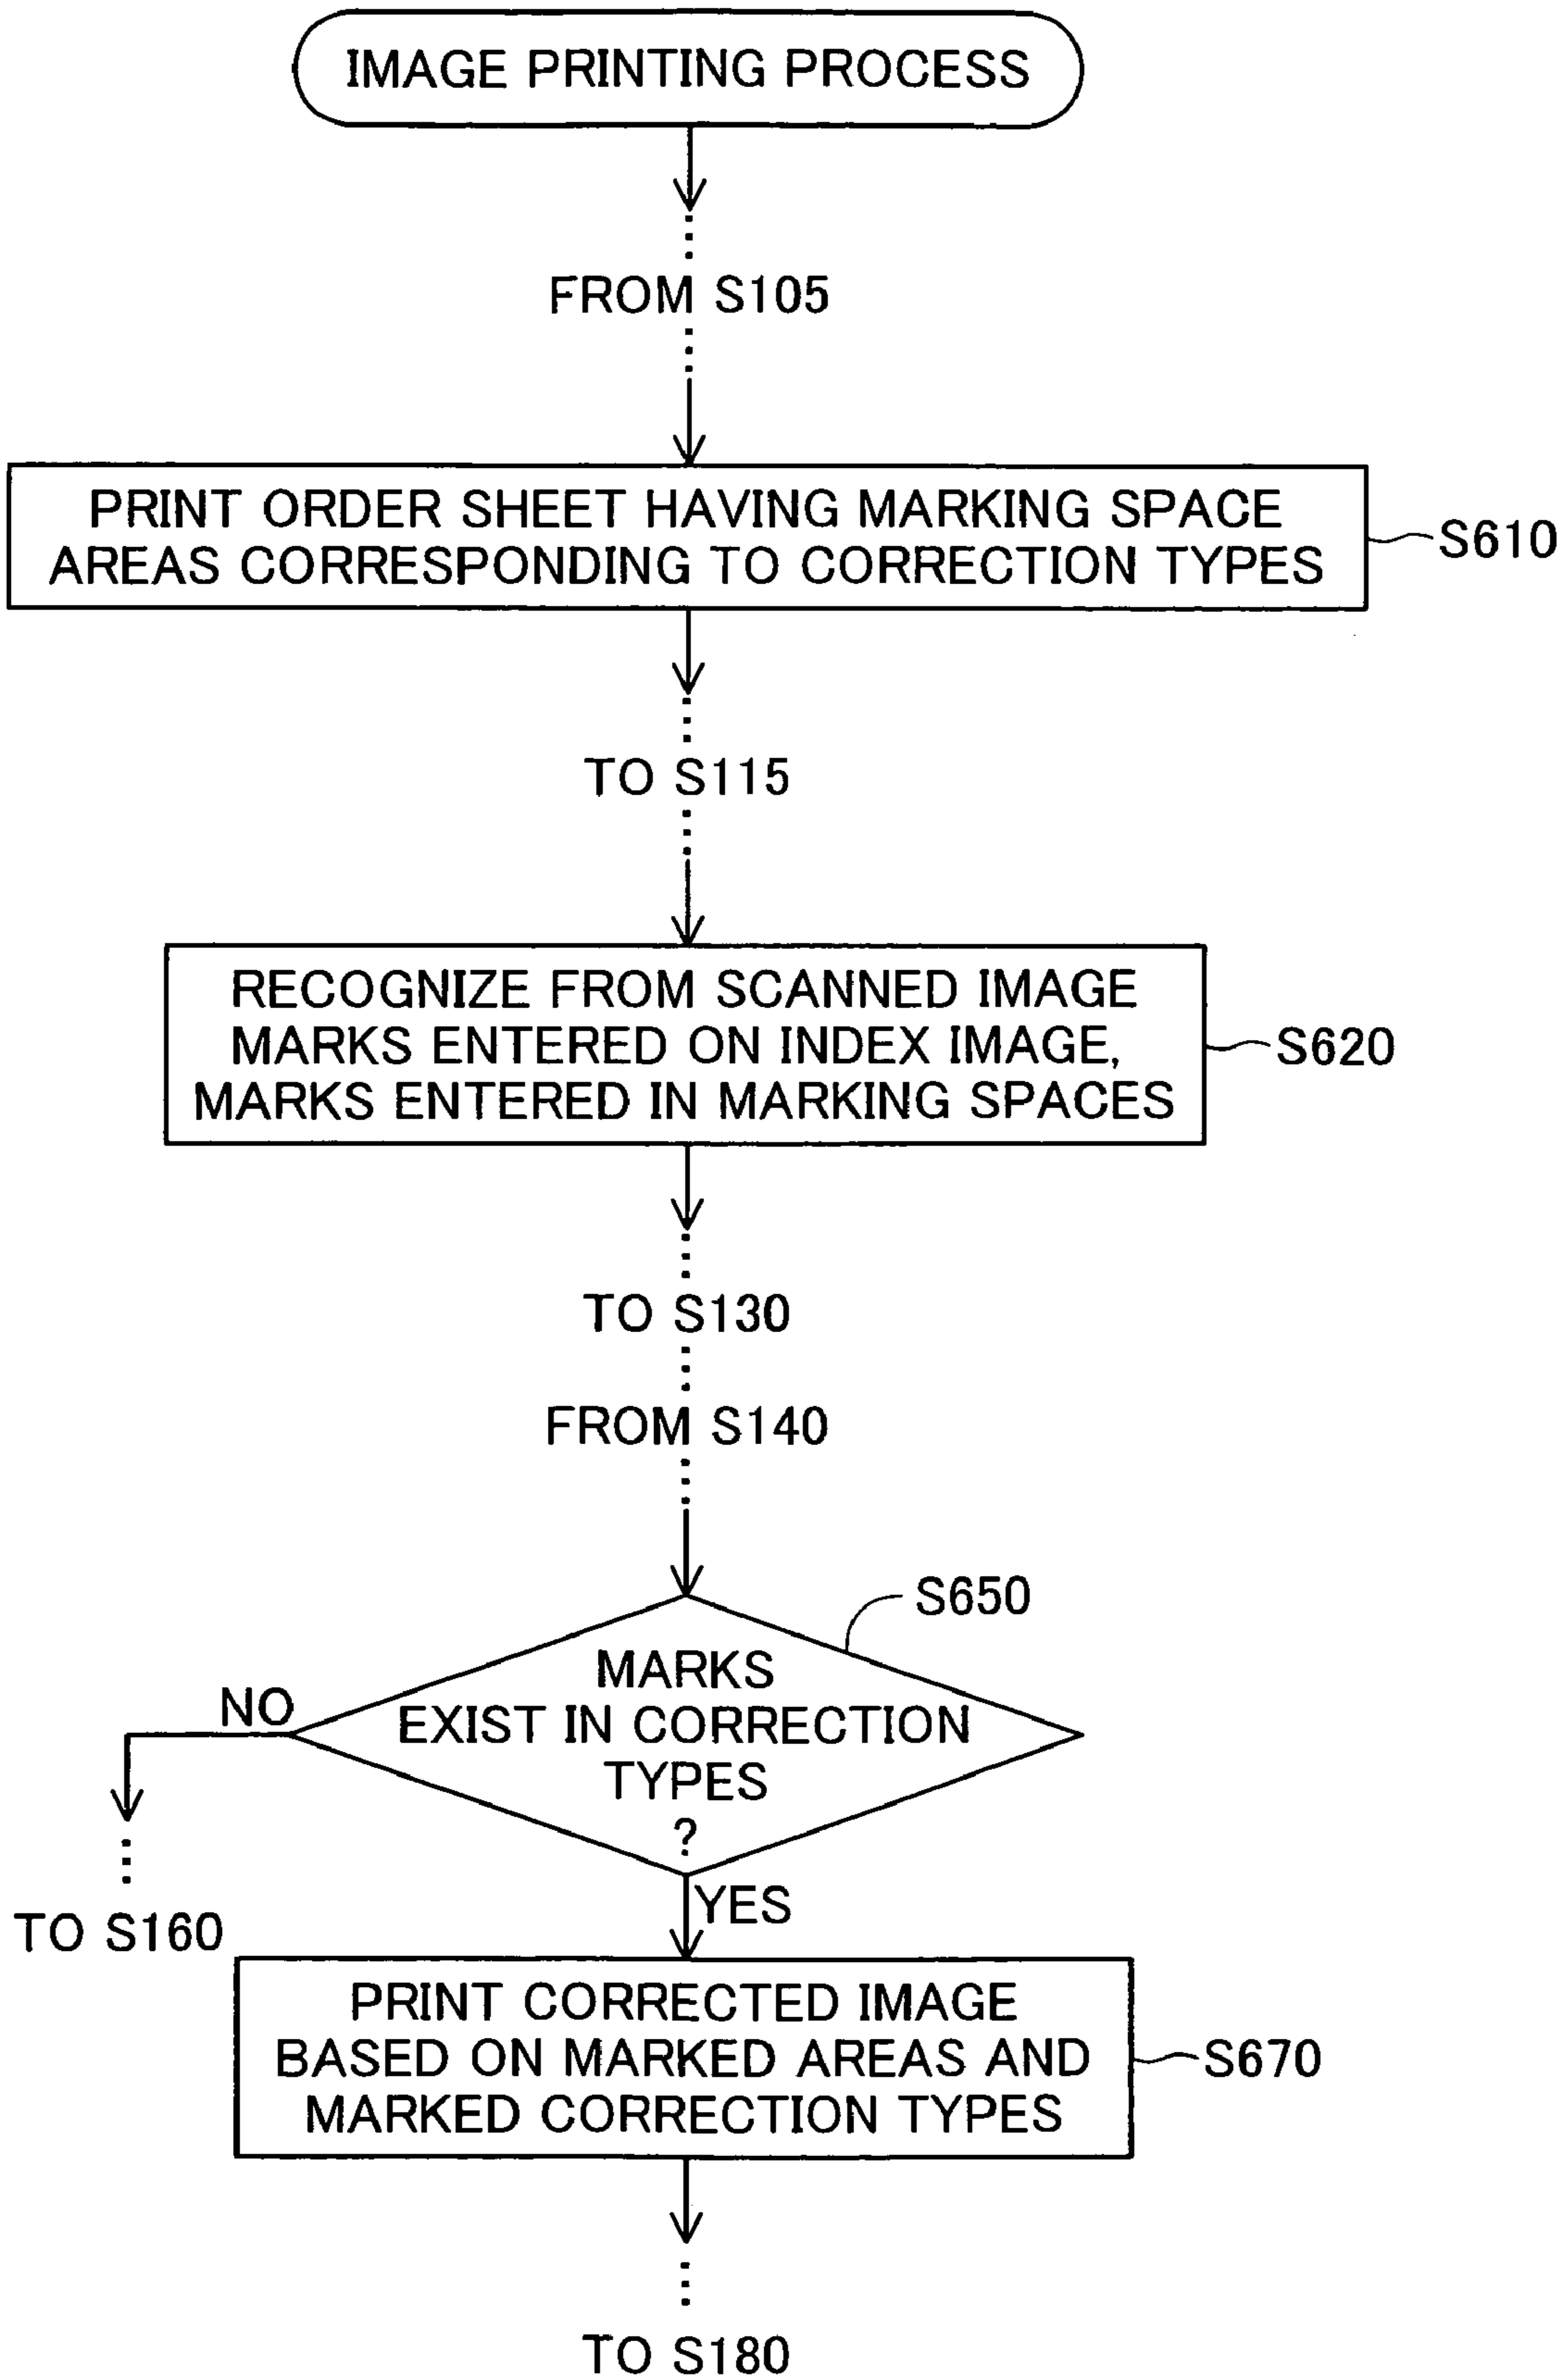 IMAGE PRINTING PROCESS
FROM S105
PRINT ORDER SHEET HAVING MARKING SPACE
AREAS CORRESPONDING TO CORRECTION TYPES
S610
TO S115
RECOGNIZE FROM SCANNED IMAGE
MARKS ENTERED ON INDEX IMAGE,
MARKS ENTERED IN MARKING SPACES
S620
TO S130
FROM S140
S650
MARKS
EXIST IN CORRECTION
TYPES
?
NO
YES
TO S160
PRINT CORRECTED IMAGE
BASED ON MARKED AREAS AND
MARKED CORRECTION TYPES
S670
TO S180